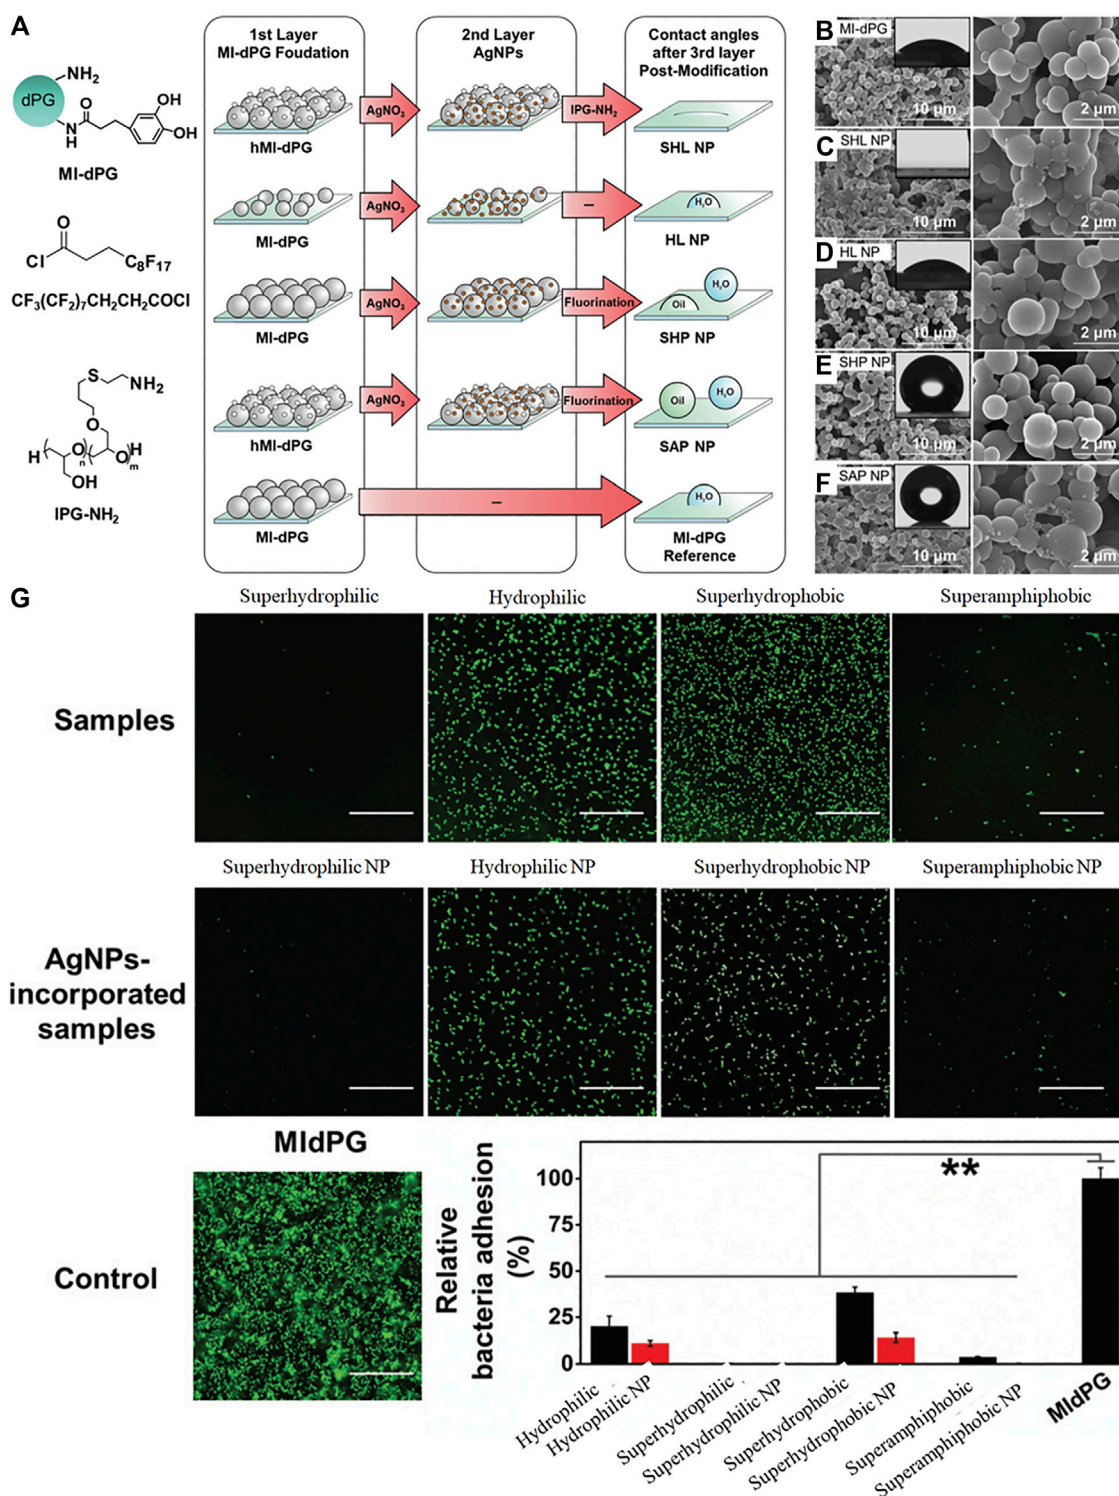 A
NH₂
dPG
O
N
H
OH
OH
MI-dPG
O
Cl
C₈F₁₇
CF₃(CF₂)₇CH₂CH₂COCl
S
NH₂
O
H
O
n
O
m
H
OH
IPG-NH₂
1st Layer
MI-dPG Foudation
2nd Layer
AgNPs
Contact angles
after 3rd layer
Post-Modification
AgNO₃
IPG-NH₂
hMI-dPG
SHL NP
AgNO₃
–
H₂O
MI-dPG
HL NP
AgNO₃
Fluorination
Oil
H₂O
MI-dPG
SHP NP
AgNO₃
Fluorination
Oil
H₂O
hMI-dPG
SAP NP
–
H₂O
MI-dPG
MI-dPG
Reference
B
MI-dPG
10 µm
2 µm
C
SHL NP
10 µm
2 µm
D
HL NP
10 µm
2 µm
E
SHP NP
10 µm
2 µm
F
SAP NP
10 µm
2 µm
G
Superhydrophilic
Hydrophilic
Superhydrophobic
Superamphiphobic
Samples
Superhydrophilic NP
Hydrophilic NP
Superhydrophobic NP
Superamphiphobic NP
AgNPs-
incorporated
samples
MIdPG
Control
Relative
bacteria adhesion
(%)
100
75
50
25
0
**
Hydrophilic
Hydrophilic NP
Superhydrophilic
Superhydrophilic NP
Superhydrophobic
Superhydrophobic NP
Superamphiphobic
Superamphiphobic NP
MIdPG